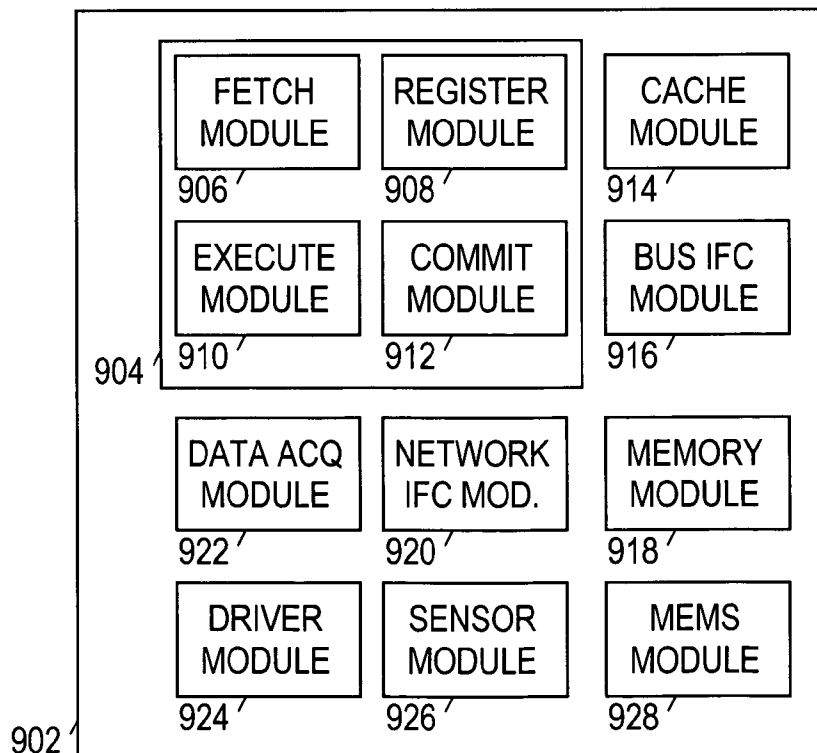 FETCH MODULE
906
REGISTER MODULE
908
CACHE MODULE
914
EXECUTE MODULE
910
COMMIT MODULE
912
BUS IFC MODULE
916
904
DATA ACQ MODULE
922
NETWORK IFC MOD.
920
MEMORY MODULE
918
DRIVER MODULE
924
SENSOR MODULE
926
MEMS MODULE
928
902